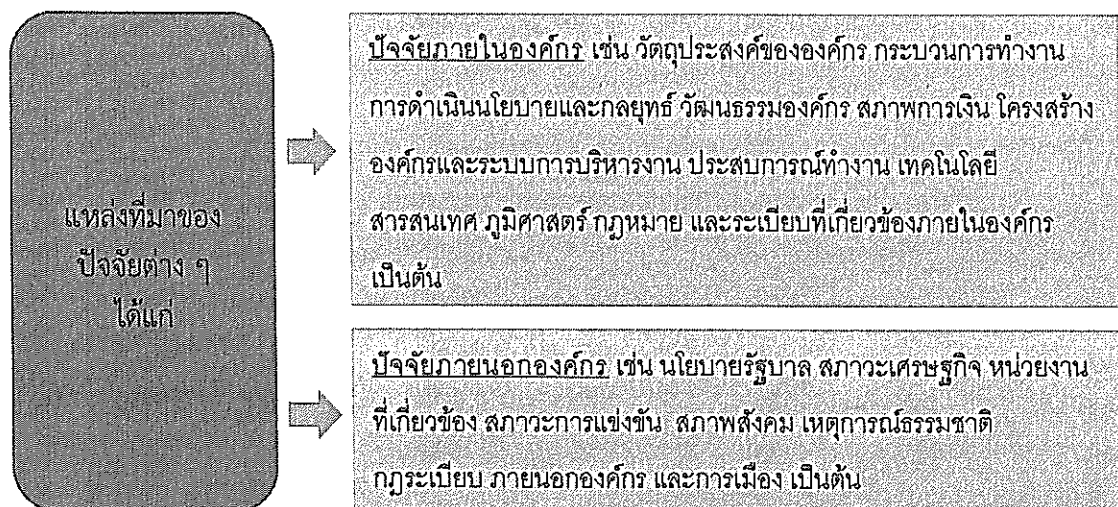 แหล่งที่มาของ
ปัจจัยต่าง ๆ
ได้แก่
ปัจจัยภายในองค์กร เช่น วัตถุประสงค์ขององค์กร กระบวนการทำงาน
การดำเนินนโยบายและกลยุทธ์ วัฒนธรรมองค์กร สภาพการเงิน โครงสร้าง
องค์กรและระบบการบริหารงาน ประสบการณ์ทำงาน เทคโนโลยี
สารสนเทศ ภูมิศาสตร์ กฎหมาย และระเบียบที่เกี่ยวข้องภายในองค์กร
เป็นต้น
ปัจจัยภายนอกองค์กร เช่น นโยบายรัฐบาล สภาวะเศรษฐกิจ หน่วยงาน
ที่เกี่ยวข้อง สภาวะการแข่งขัน สภาพสังคม เหตุการณ์ธรรมชาติ
กฎระเบียบ ภายนอกองค์กร และการเมือง เป็นต้น